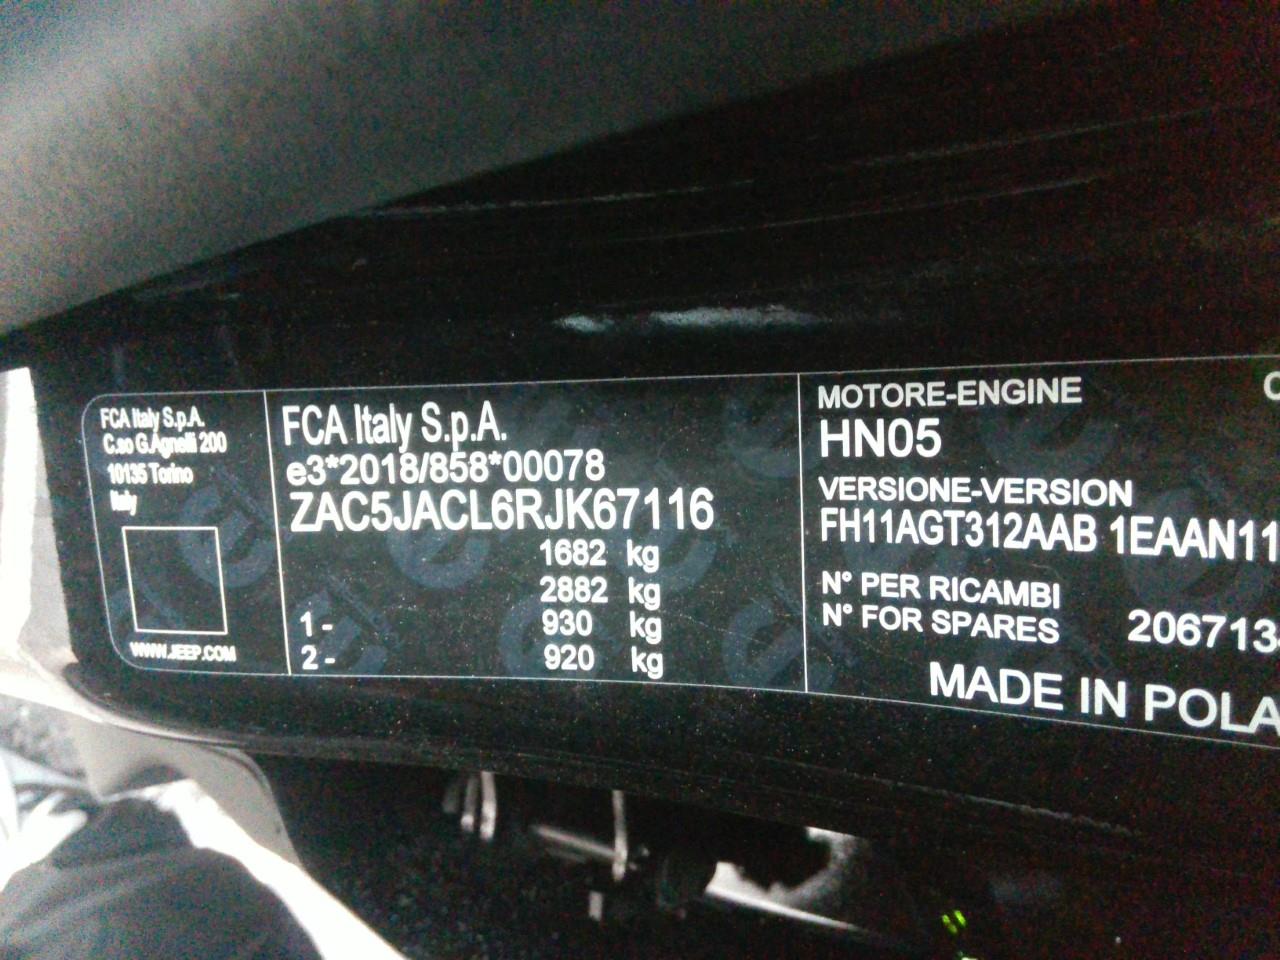 FCA Italy S.p.A.
C.so G.Agnelli 200
10135 Torino
Italy
WWW.JEEP.COM
FCA Italy S.p.A.
e3*2018/858*00078
ZAC5JACL6RJK67116
1682 kg
2882 kg
1- 930 kg
2- 920 kg
MOTORE-ENGINE
HN05
VERSIONE-VERSION
FH11AGT312AAB 1EAAN11
N° PER RICAMBI
N° FOR SPARES 206713
MADE IN POLA